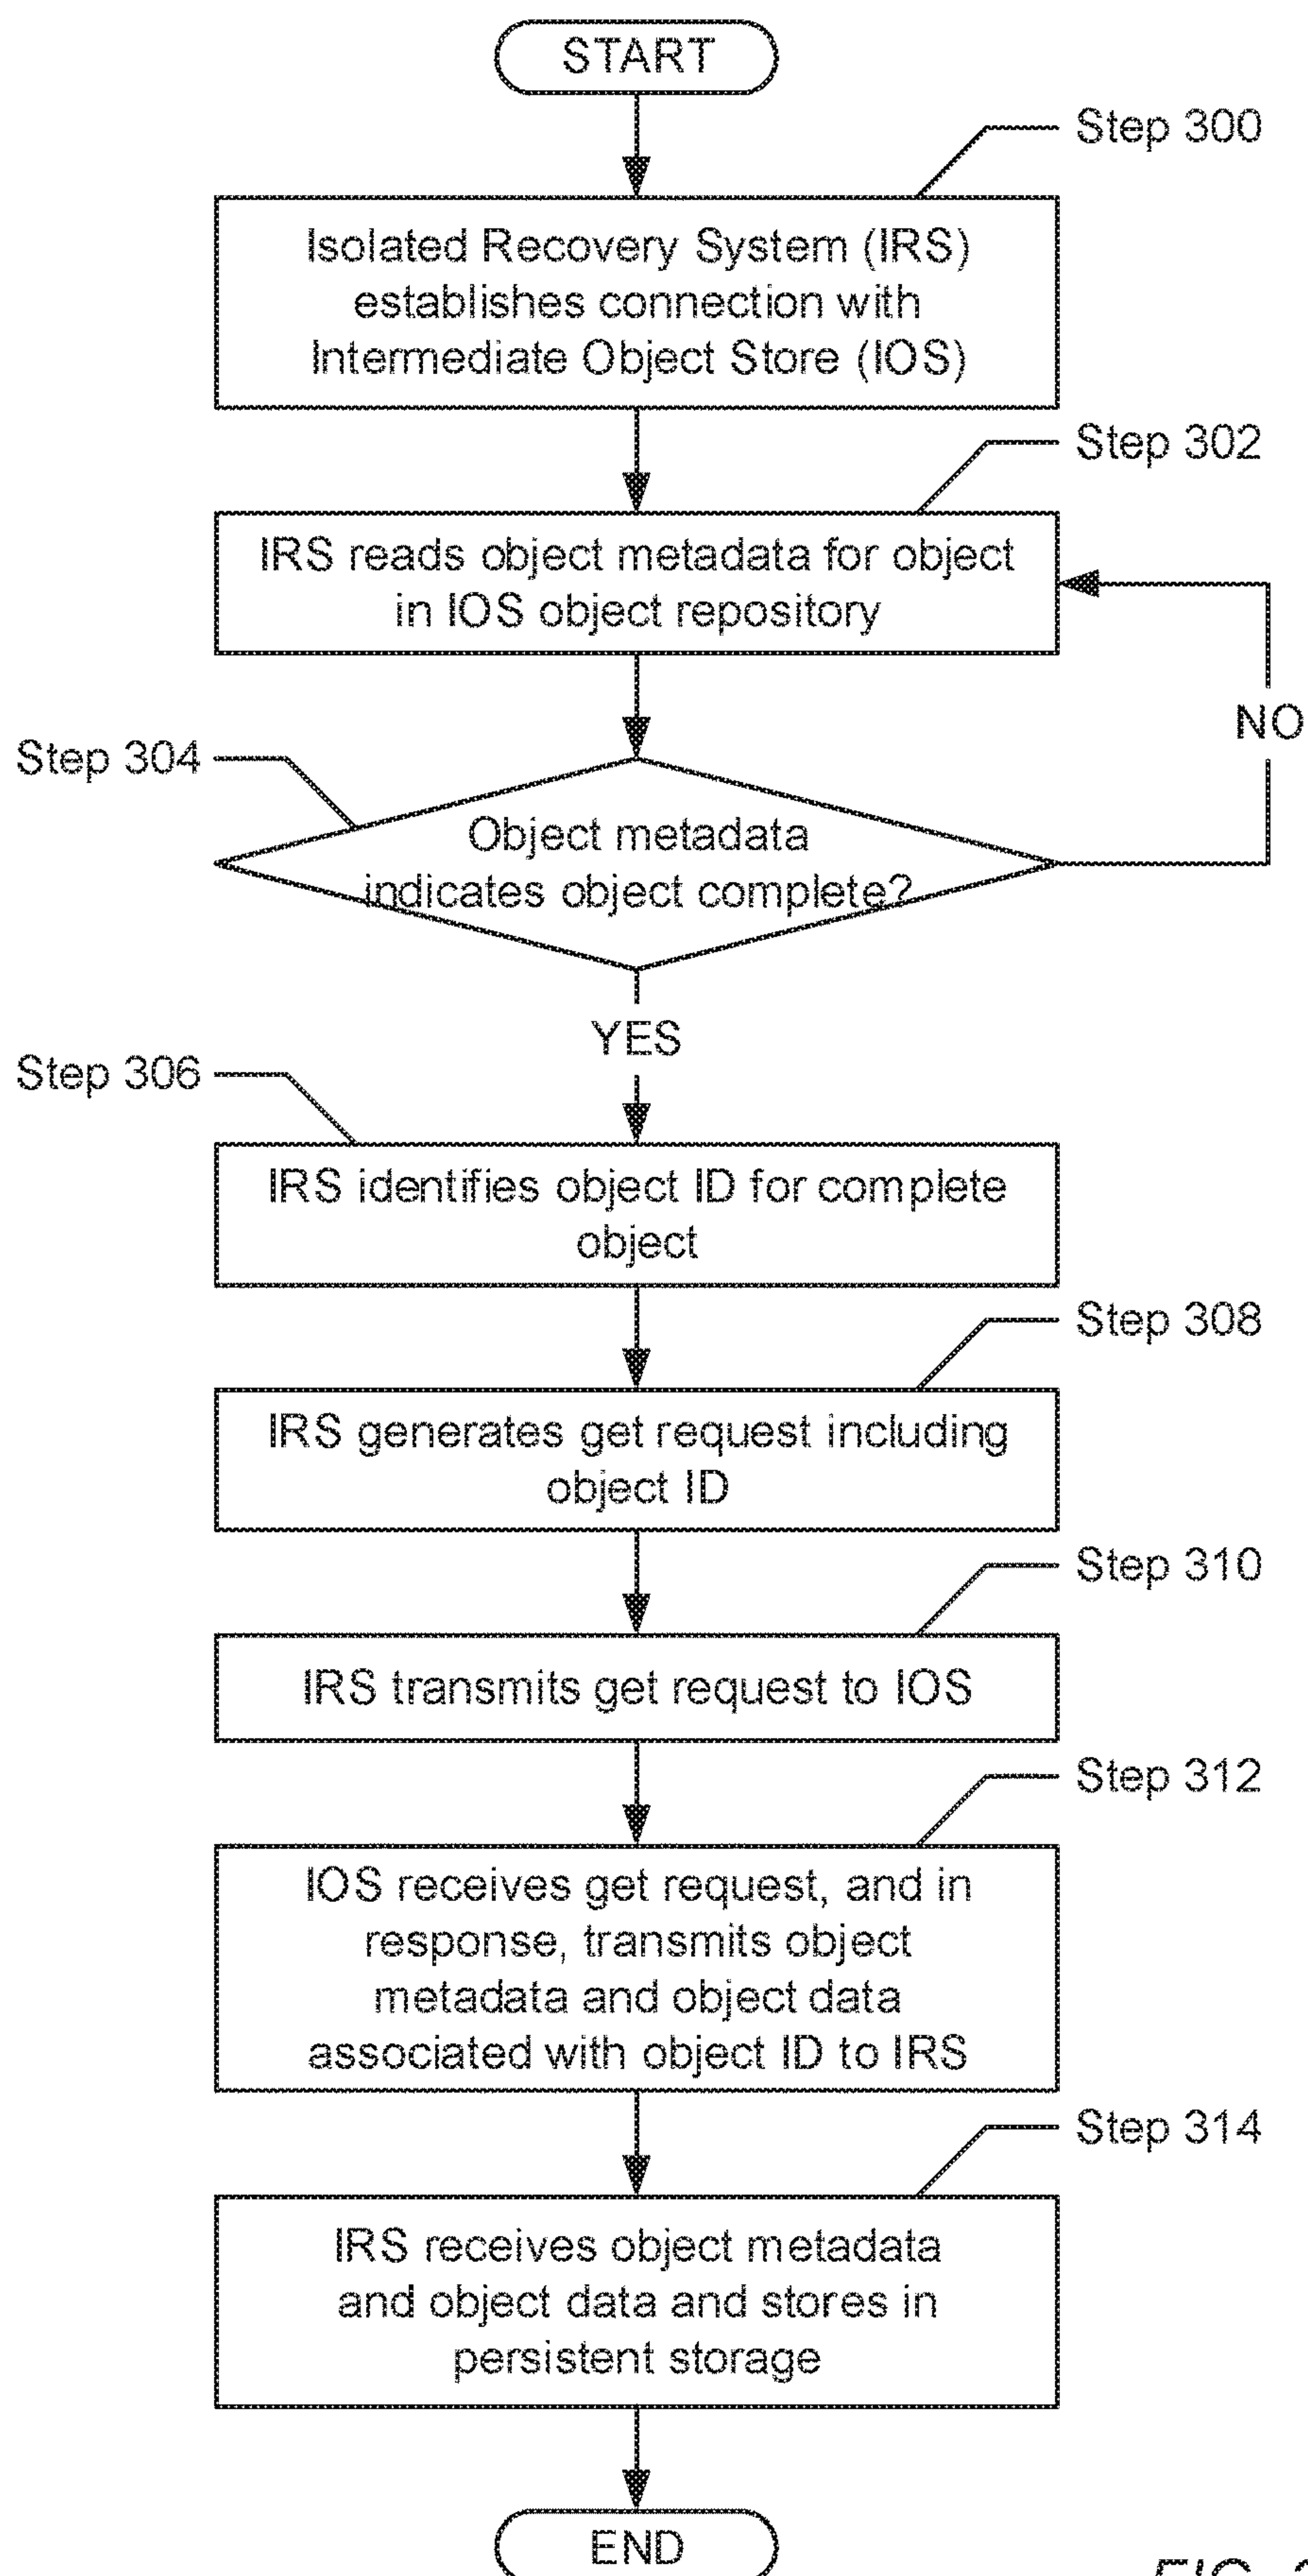 START
Step 300
Isolated Recovery System (IRS)
establishes connection with
Intermediate Object Store (IOS)
Step 302
IRS reads object metadata for object
in IOS object repository
NO
Step 304
Object metadata
indicates object complete?
YES
Step 306
IRS identifies object ID for complete
object
Step 308
IRS generates get request including
object ID
Step 310
IRS transmits get request to IOS
Step 312
IOS receives get request, and in
response, transmits object
metadata and object data
associated with object ID to IRS
Step 314
IRS receives object metadata
and object data and stores in
persistent storage
END
FIG.